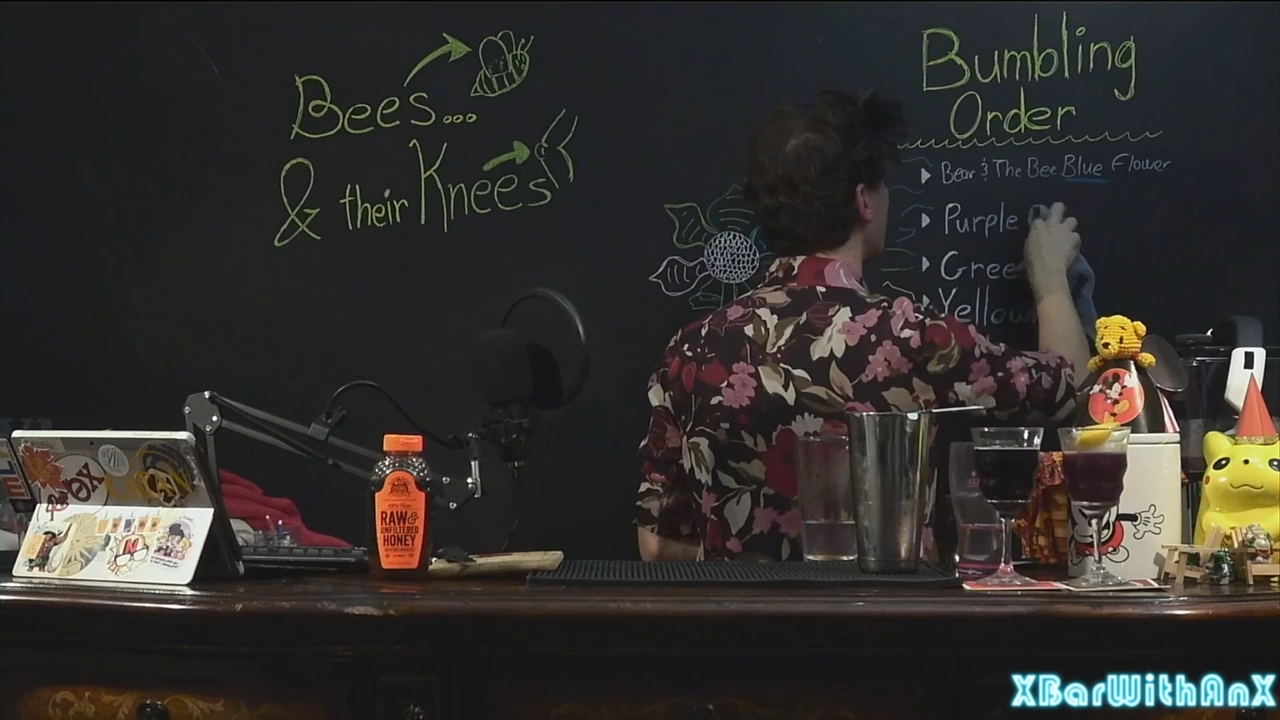 Bees...
& their Knees
Bumbling
Order
Bear & The Bee Blue Flower
Purple
Gree
Yellow
RAW &
UNFILTERED
HONEY
XBarWithAnX